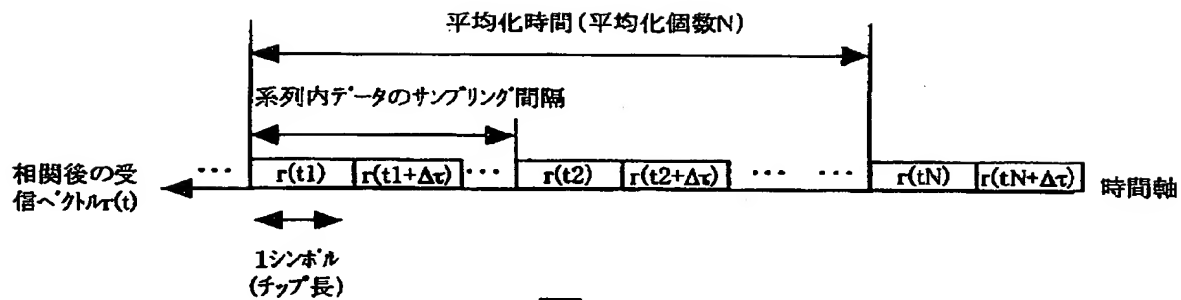 平均化時間(平均化個数N)
系列内データのサンプリング間隔
相関後の受
信ベクトルr(t)
… r(t1) r(t1+Δτ) … r(t2) r(t2+Δτ) … … r(tN) r(tN+Δτ) 時間軸
1シンボル
(チップ長)